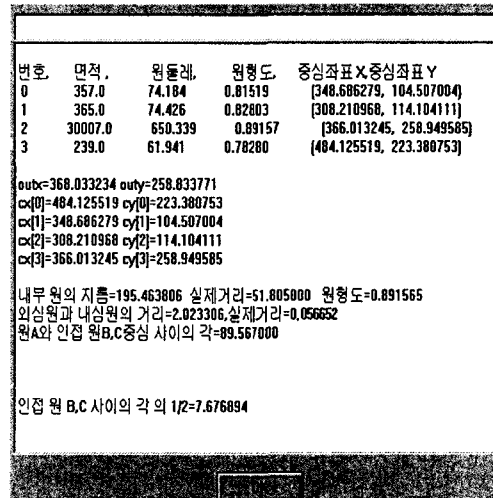 번호, 면적, 원둘레, 원형도, 중심좌표X,중심좌표Y
0 357.0 74.184 0.81519 (348.686279, 104.507004)
1 365.0 74.426 0.82803 (308.210968, 114.104111)
2 30007.0 650.339 0.89157 (366.013245, 258.949585)
3 239.0 61.941 0.78280 (484.125519, 223.380753)
outx=368.033234 outy=258.833771
cx[0]=484.125519 cy[0]=223.380753
cx[1]=348.686279 cy[1]=104.507004
cx[2]=308.210968 cy[2]=114.104111
cx[3]=366.013245 cy[3]=258.949585
내부 원의 지름=195.463806 실제거리=51.805000 원형도=0.891565
외심원과 내심원의 거리=2.023306,실제거리=0,056652
원A와 인접 원B,C중심 사이의 각=89.567000
인접 원 B,C 사이의 각 의 1/2=7.676894